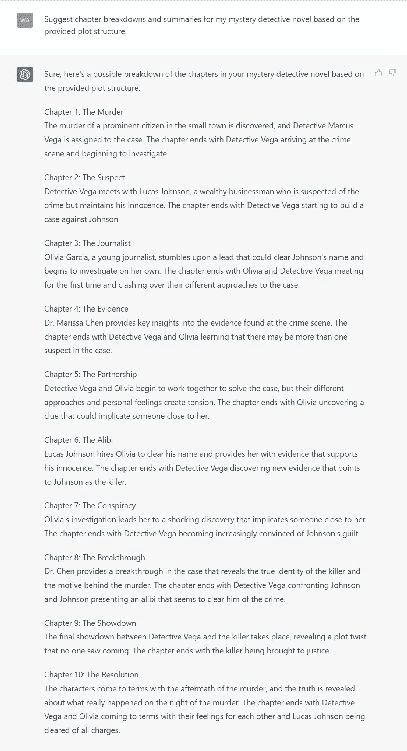 WA
Suggest chapter breakdowns and summaries for my mystery detective novel based on the
provided plot structure.
Sure, here's a possible breakdown of the chapters in your mystery detective novel based on
the provided plot structure.
Chapter 1: The Murder
The murder of a prominent citizen in the small town is discovered, and Detective Marcus
Vega is assigned to the case. The chapter ends with Detective Vega arriving at the crime
scene and beginning to investigate.
Chapter 2: The Suspect
Detective Vega meets with Lucas Johnson, a wealthy businessman who is suspected of the
crime but maintains his innocence. The chapter ends with Detective Vega starting to build a
case against Johnson.
Chapter 3: The Journalist
Olivia Garcia, a young journalist, stumbles upon a lead that could clear Johnson's name and
begins to investigate on her own. The chapter ends with Olivia and Detective Vega meeting
for the first time and clashing over their different approaches to the case.
Chapter 4: The Evidence
Dr. Marissa Chen provides key insights into the evidence found at the crime scene. The
chapter ends with Detective Vega and Olivia learning that there may be more than one
suspect in the case.
Chapter 5: The Partnership
Detective Vega and Olivia begin to work together to solve the case, but their different
approaches and personal feelings create tension. The chapter ends with Olivia uncovering a
clue that could implicate someone close to her.
Chapter 6: The Alibi
Lucas Johnson hires Olivia to clear his name and provides her with evidence that supports
his innocence. The chapter ends with Detective Vega discovering new evidence that points
to Johnson as the killer.
Chapter 7: The Conspiracy
Olivia's investigation leads her to a shocking discovery that implicates someone close to her.
The chapter ends with Detective Vega becoming increasingly convinced of Johnson's guilt.
Chapter 8: The Breakthrough
Dr. Chen provides a breakthrough in the case that reveals the true identity of the killer and
the motive behind the murder. The chapter ends with Detective Vega confronting Johnson
and Johnson presenting an alibi that seems to clear him of the crime.
Chapter 9: The Showdown
The final showdown between Detective Vega and the killer takes place, revealing a plot twist
that no one saw coming. The chapter ends with the killer being brought to justice.
Chapter 10: The Resolution
The characters come to terms with the aftermath of the murder, and the truth is revealed
about what really happened on the night of the murder. The chapter ends with Detective
Vega and Olivia coming to terms with their feelings for each other and Lucas Johnson being
cleared of all charges.